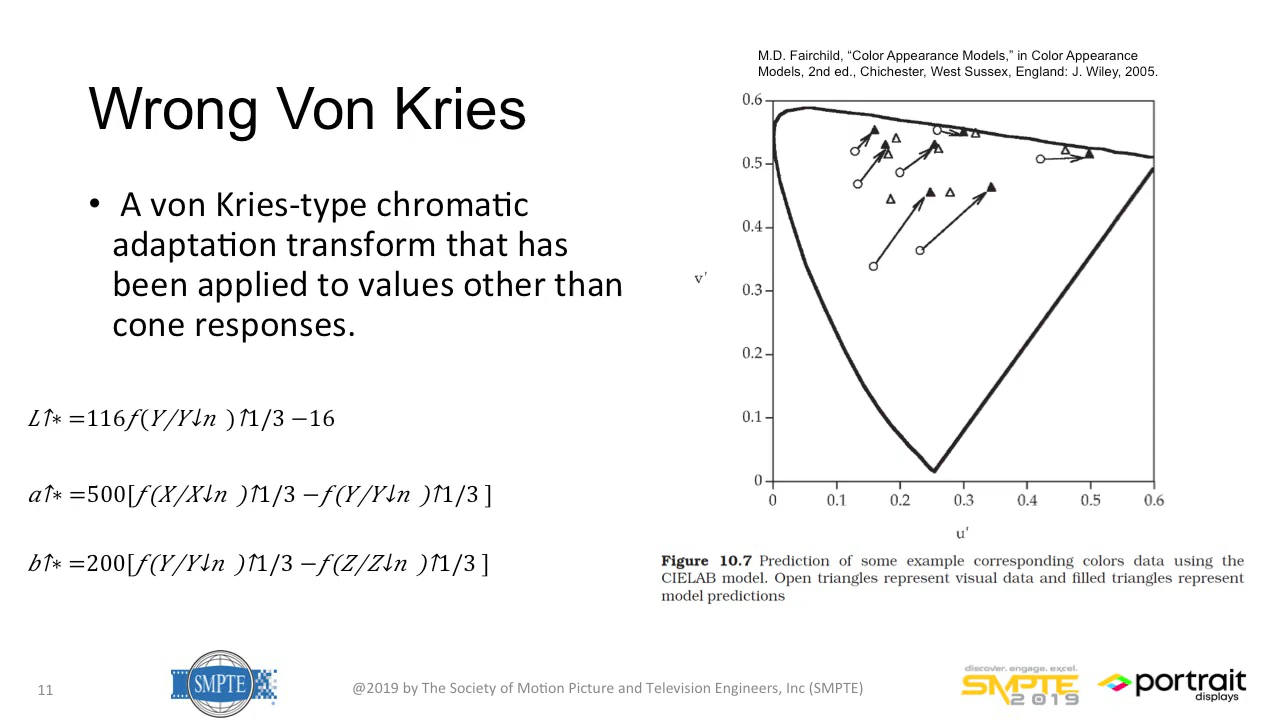 M.D. Fairchild, “Color Appearance Models,” in Color Appearance
Models, 2nd ed., Chichester, West Sussex, England: J. Wiley, 2005.
Wrong Von Kries
• A von Kries-type chromatic
adaptation transform that has
been applied to values other than
cone responses.
L↑∗ =116f(Y/Y↓n )↑1/3 −16
a↑∗ =500[f(X/X↓n )↑1/3 −f(Y/Y↓n )↑1/3 ]
b↑∗ =200[f(Y/Y↓n )↑1/3 −f(Z/Z↓n )↑1/3 ]
0.6
0.5
0.4
0.3
0.2
0.1
0
v′
0 0.1 0.2 0.3 0.4 0.5 0.6
u′
Figure 10.7 Prediction of some example corresponding colors data using the
CIELAB model. Open triangles represent visual data and filled triangles represent
model predictions
11
SMPTE
@2019 by The Society of Motion Picture and Television Engineers, Inc (SMPTE)
discover. engage. excel.
SMPTE
2019
portrait
displays